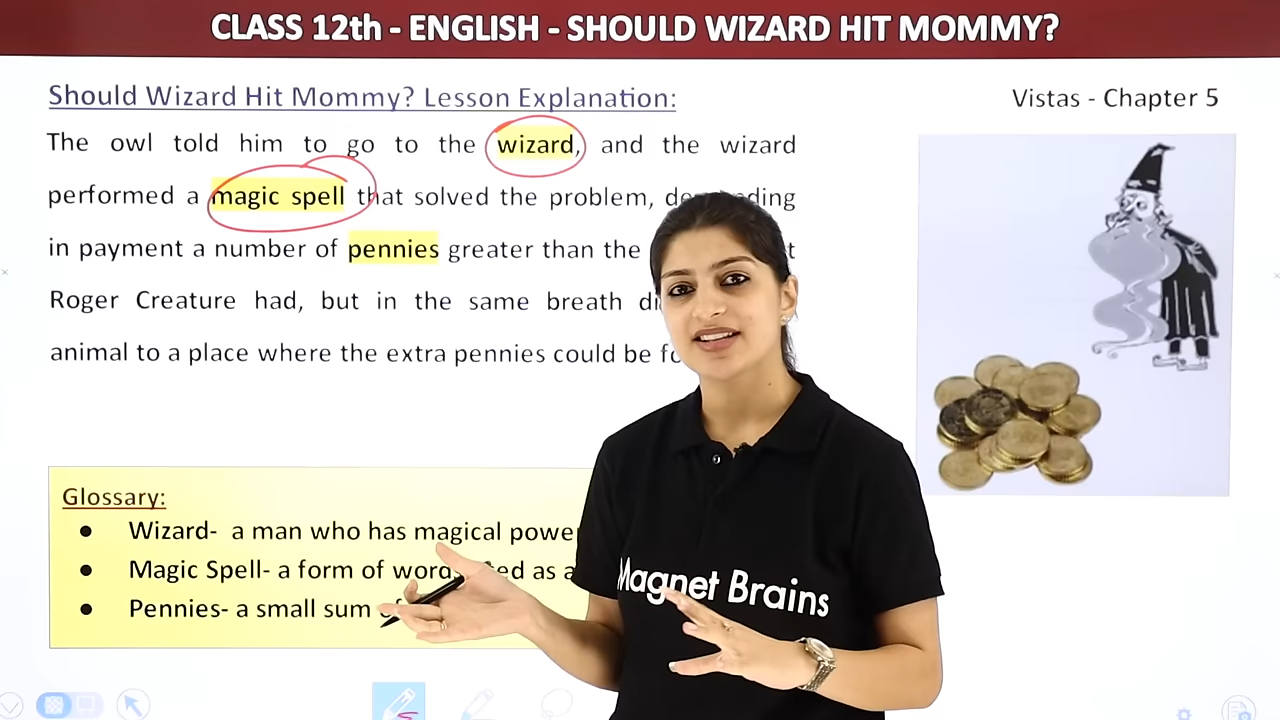 CLASS 12th - ENGLISH - SHOULD WIZARD HIT MOMMY?
Should Wizard Hit Mommy? Lesson Explanation:
Vistas - Chapter 5
The owl told him to go to the wizard, and the wizard
performed a magic spell that solved the problem,
in payment a number of pennies greater than the
Roger Creature had, but in the same breath
animal to a place where the extra pennies could be
Glossary:
● Wizard- a man who has magical
● Magic Spell- a form of as
● Pennies- a small sum
Magnet Brains